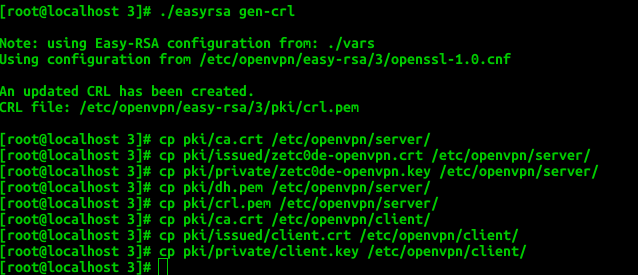 [root@localhost 3]# ./easyrsa gen-crl
Note: using Easy-RSA configuration from: ./vars
Using configuration from /etc/openvpn/easy-rsa/3/openssl-1.0.cnf
An updated CRL has been created.
CRL file: /etc/openvpn/easy-rsa/3/pki/crl.pem
[root@localhost 3]# cp pki/ca.crt /etc/openvpn/server/
[root@localhost 3]# cp pki/issued/zetc0de-openvpn.crt /etc/openvpn/server/
[root@localhost 3]# cp pki/private/zetc0de-openvpn.key /etc/openvpn/server/
[root@localhost 3]# cp pki/dh.pem /etc/openvpn/server/
[root@localhost 3]# cp pki/crl.pem /etc/openvpn/server/
[root@localhost 3]# cp pki/ca.crt /etc/openvpn/client/
[root@localhost 3]# cp pki/issued/client.crt /etc/openvpn/client/
[root@localhost 3]# cp pki/private/client.key /etc/openvpn/client/
[root@localhost 3]#